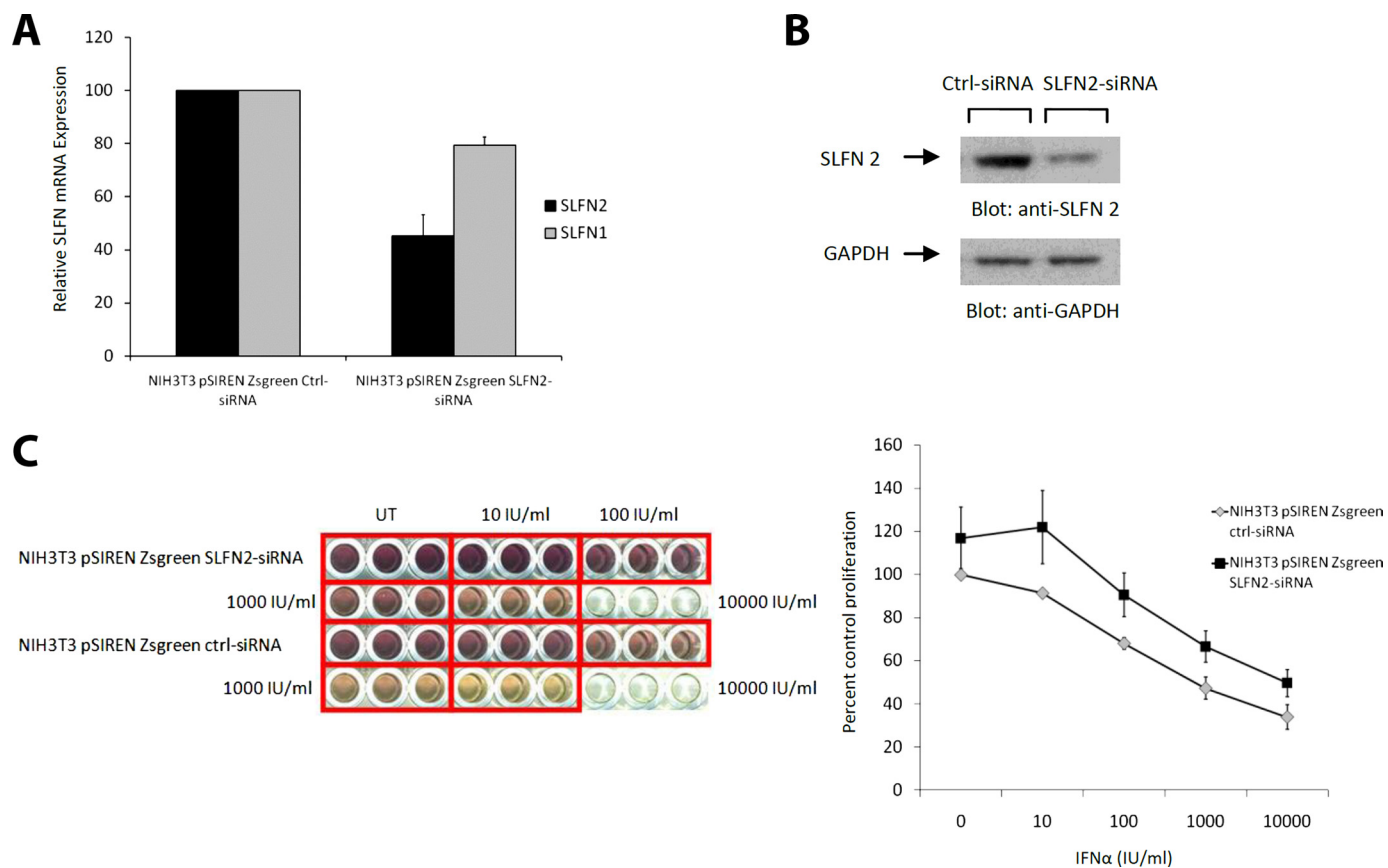 A
Relative SLFN mRNA Expression
120
100
80
60
40
20
0
NIH3T3 pSIREN Zsgreen Ctrl-
siRNA
NIH3T3 pSIREN Zsgreen SLFN2-
siRNA
SLFN2
SLFN1
B
Ctrl-siRNA SLFN2-siRNA
SLFN 2
Blot: anti-SLFN 2
GAPDH
Blot: anti-GAPDH
C
UT 10 IU/ml 100 IU/ml
NIH3T3 pSIREN Zsgreen SLFN2-siRNA
1000 IU/ml 10000 IU/ml
NIH3T3 pSIREN Zsgreen ctrl-siRNA
1000 IU/ml 10000 IU/ml
Percent control proliferation
160
140
120
100
80
60
40
20
0
0 10 100 1000 10000
IFNα (IU/ml)
NIH3T3 pSIREN Zsgreen
ctrl-siRNA
NIH3T3 pSIREN Zsgreen
SLFN2-siRNA